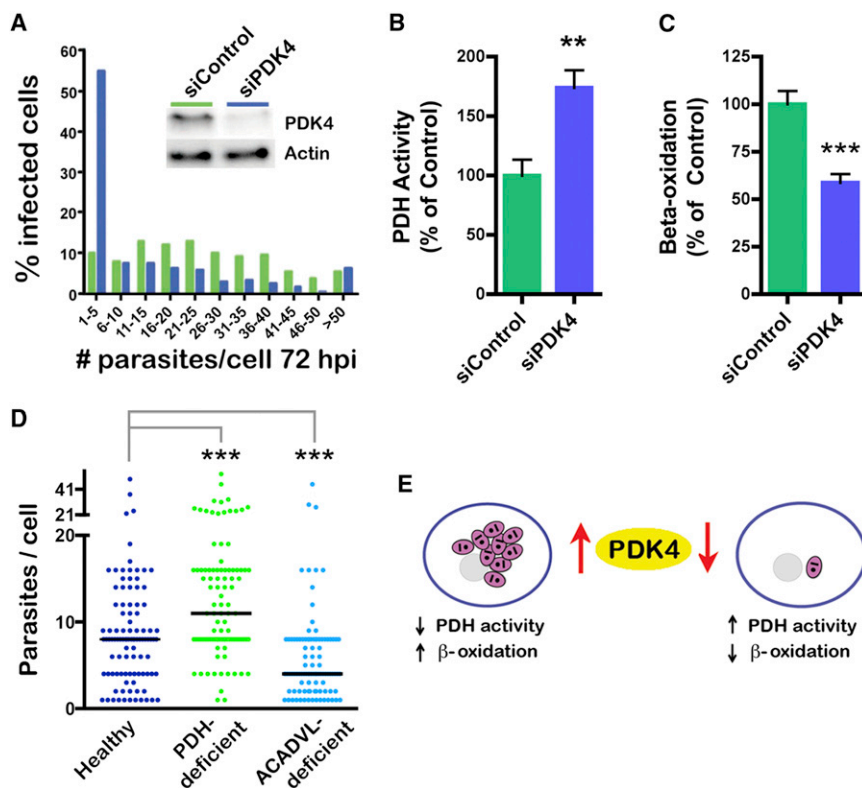 A
% infected cells
60
50
40
30
20
10
0
siControl
siPDK4
PDK4
Actin
1-5
6-10
11-15
16-20
21-25
26-30
31-35
36-40
41-45
46-50
>50
# parasites/cell 72 hpi
B
PDH Activity
(% of Control)
200
150
100
50
0
**
siControl
siPDK4
C
Beta-oxidation
(% of Control)
125
100
75
50
25
0
***
siControl
siPDK4
D
Parasites / cell
41
21
20
10
0
***
***
Healthy
PDH-
deficient
ACADVL-
deficient
E
PDK4
↓ PDH activity
↑ β-oxidation
↑ PDH activity
↓ β-oxidation